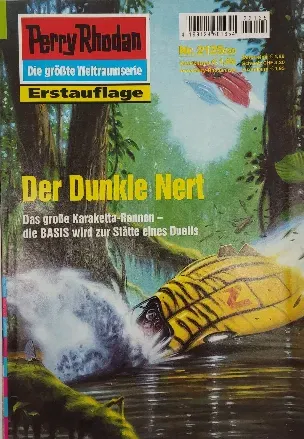 Perry Rhodan
Die größte Weltraumserie
Erstauflage
Der Dunkle Nert
Das große Karaketta-Rennen –
die BASIS wird zur Stätte eines Duells